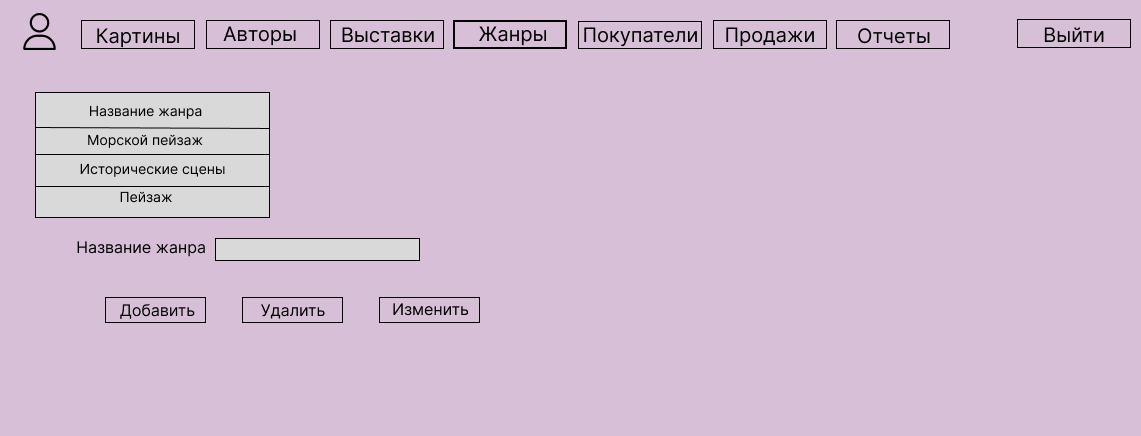 Картины Авторы Выставки Жанры Покупатели Продажи Отчеты Выйти
Название жанра
Морской пейзаж
Исторические сцены
Пейзаж
Название жанра
Добавить Удалить Изменить